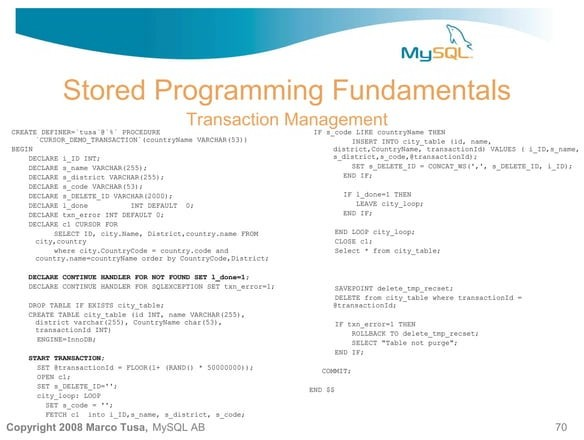 MySQL
Stored Programming Fundamentals
Transaction Management
CREATE DEFINER=`tusa`@`%` PROCEDURE
`CURSOR_DEMO_TRANSACTION`(countryName VARCHAR(53))
BEGIN
DECLARE i_ID INT;
DECLARE s_name VARCHAR(255);
DECLARE s_district VARCHAR(255);
DECLARE s_code VARCHAR(53);
DECLARE s_DELETE_ID VARCHAR(2000);
DECLARE l_done INT DEFAULT 0;
DECLARE txn_error INT DEFAULT 0;
DECLARE c1 CURSOR FOR
SELECT ID, city.Name, District,country.name FROM
city,country
where city.CountryCode = country.code and
country.name=countryName order by CountryCode,District;
DECLARE CONTINUE HANDLER FOR NOT FOUND SET l_done=1;
DECLARE CONTINUE HANDLER FOR SQLEXCEPTION SET txn_error=1;
DROP TABLE IF EXISTS city_table;
CREATE TABLE city_table (id INT, name VARCHAR(255),
district varchar(255), CountryName char(53),
transactionId INT)
ENGINE=InnoDB;
START TRANSACTION;
SET @transactionId = FLOOR(1+ (RAND() * 50000000));
OPEN c1;
SET s_DELETE_ID='';
city_loop: LOOP
SET s_code = '';
FETCH c1 into i_ID,s_name, s_district, s_code;
IF s_code LIKE countryName THEN
INSERT INTO city_table (id, name,
district,CountryName, transactionId) VALUES ( i_ID,s_name,
s_district,s_code,@transactionId);
SET s_DELETE_ID = CONCAT_WS(',', s_DELETE_ID, i_ID);
END IF;
IF l_done=1 THEN
LEAVE city_loop;
END IF;
END LOOP city_loop;
CLOSE c1;
Select * from city_table;
SAVEPOINT delete_tmp_recset;
DELETE from city_table where transactionId =
@transactionId;
IF txn_error=1 THEN
ROLLBACK TO delete_tmp_recset;
SELECT "Table not purge";
END IF;
COMMIT;
END $$
Copyright 2008 Marco Tusa, MySQL AB
70